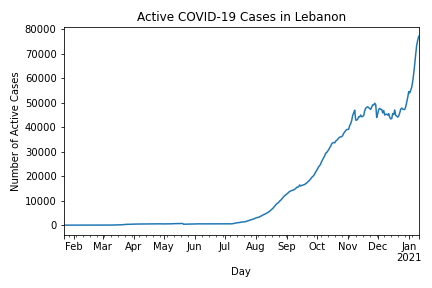 Active COVID-19 Cases in Lebanon
80000
70000
60000
50000
40000
30000
20000
10000
0
Number of Active Cases
Feb Mar Apr May Jun Jul Aug Sep Oct Nov Dec Jan
2021
Day